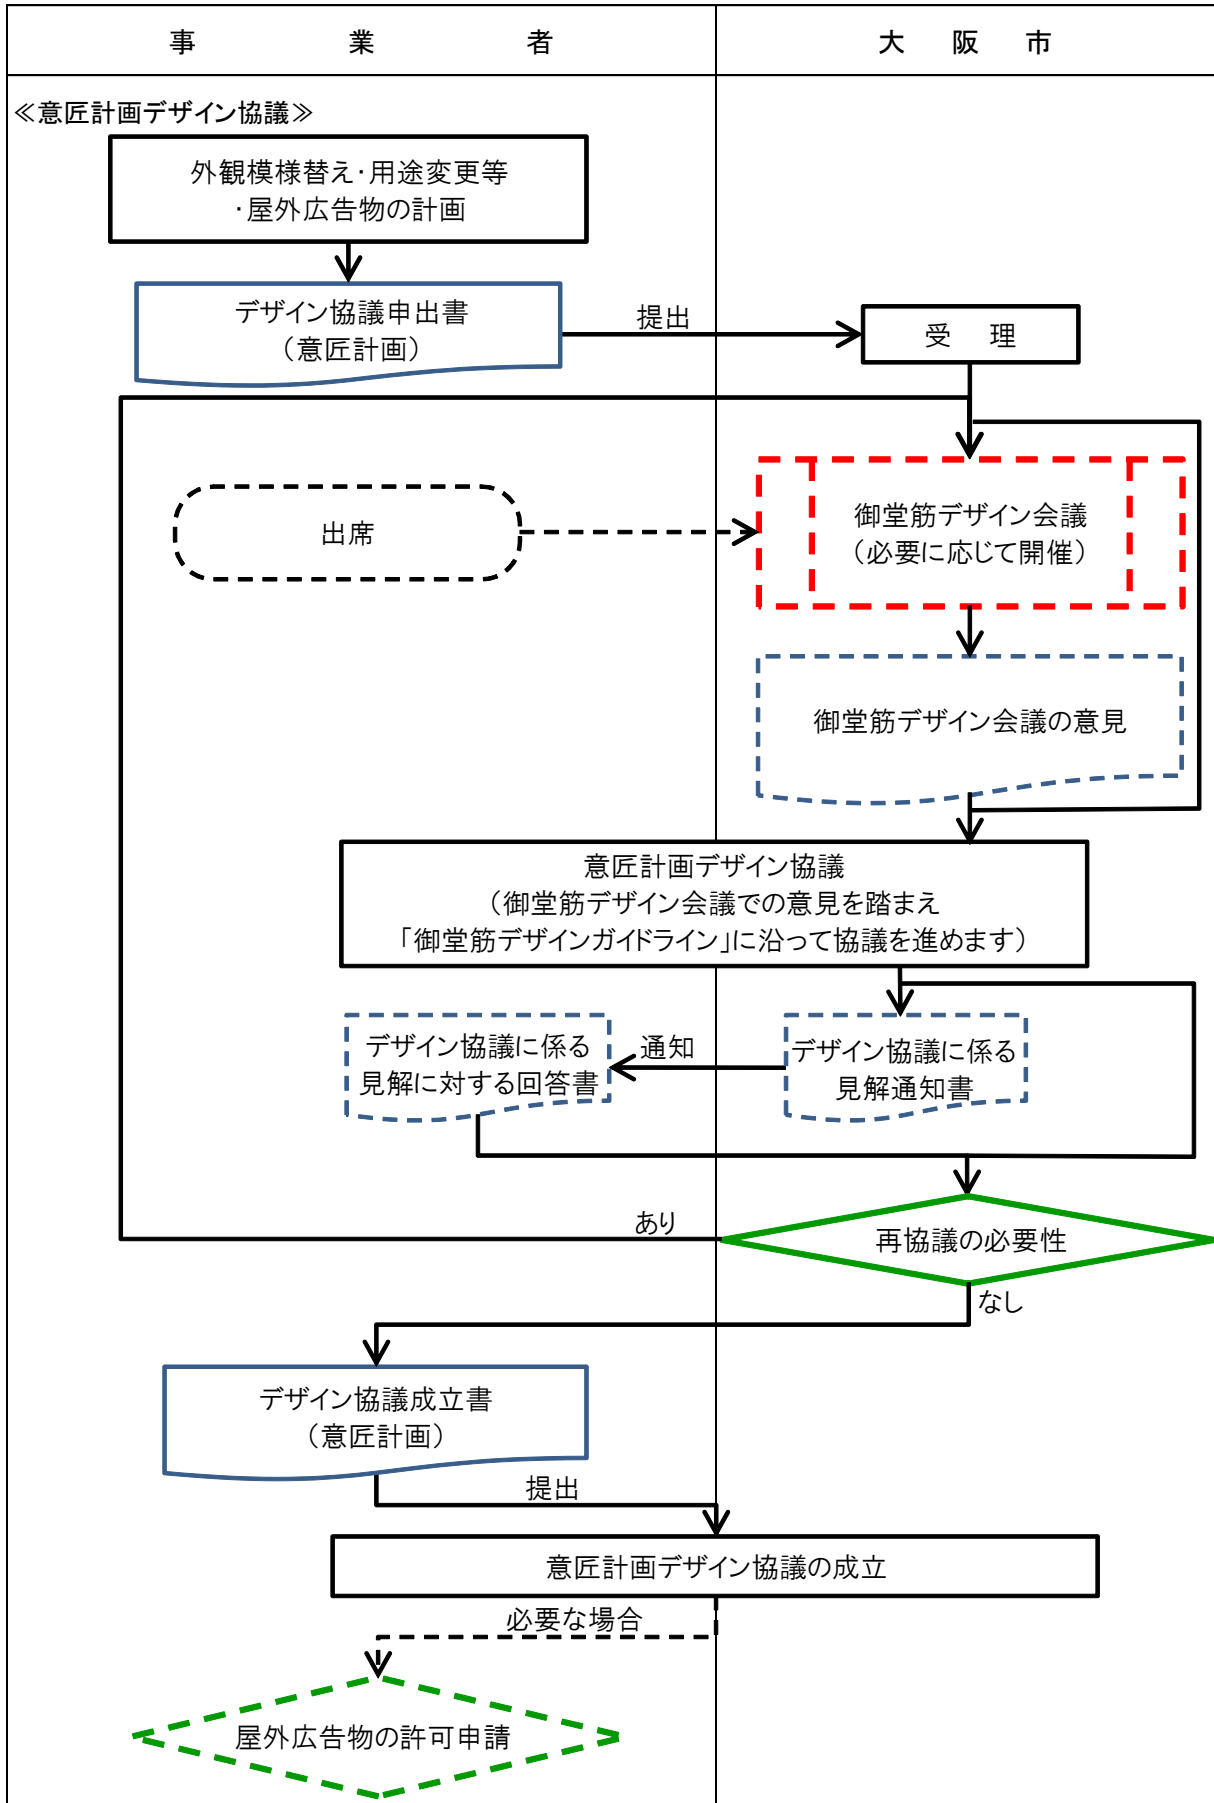 事業者
大阪市
≪意匠計画デザイン協議≫
外観模様替え・用途変更等
・屋外広告物の計画
デザイン協議申出書
（意匠計画）
提出
受理
出席
御堂筋デザイン会議
（必要に応じて開催）
御堂筋デザイン会議の意見
意匠計画デザイン協議
（御堂筋デザイン会議での意見を踏まえ
「御堂筋デザインガイドライン」に沿って協議を進めます）
デザイン協議に係る
見解に対する回答書
通知
デザイン協議に係る
見解通知書
あり
再協議の必要性
なし
デザイン協議成立書
（意匠計画）
提出
意匠計画デザイン協議の成立
必要な場合
屋外広告物の許可申請